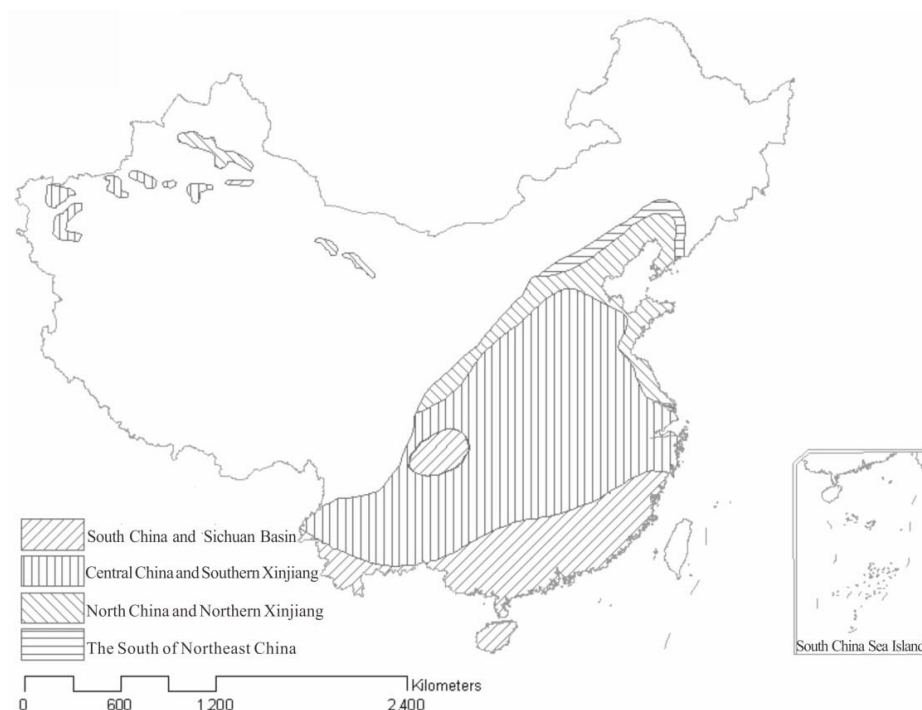 South China and Sichuan Basin
Central China and Southern Xinjiang
North China and Northern Xinjiang
The South of Northeast China
South China Sea Island
Kilometers
0 600 1,200 2,400